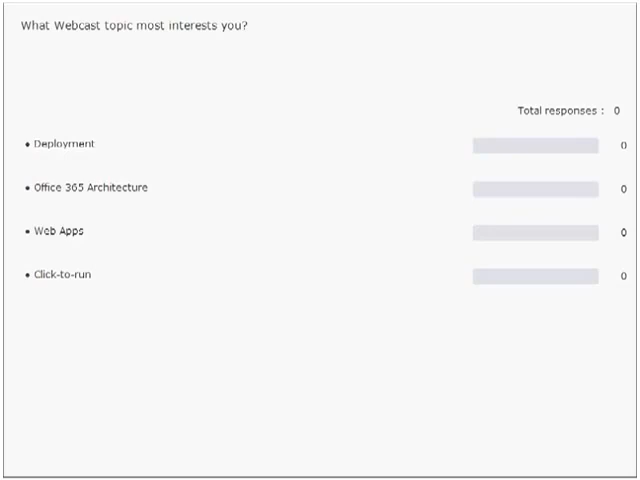 What Webcast topic most interests you?
Total responses : 0
• Deployment 0
• Office 365 Architecture 0
• Web Apps 0
• Click-to-run 0